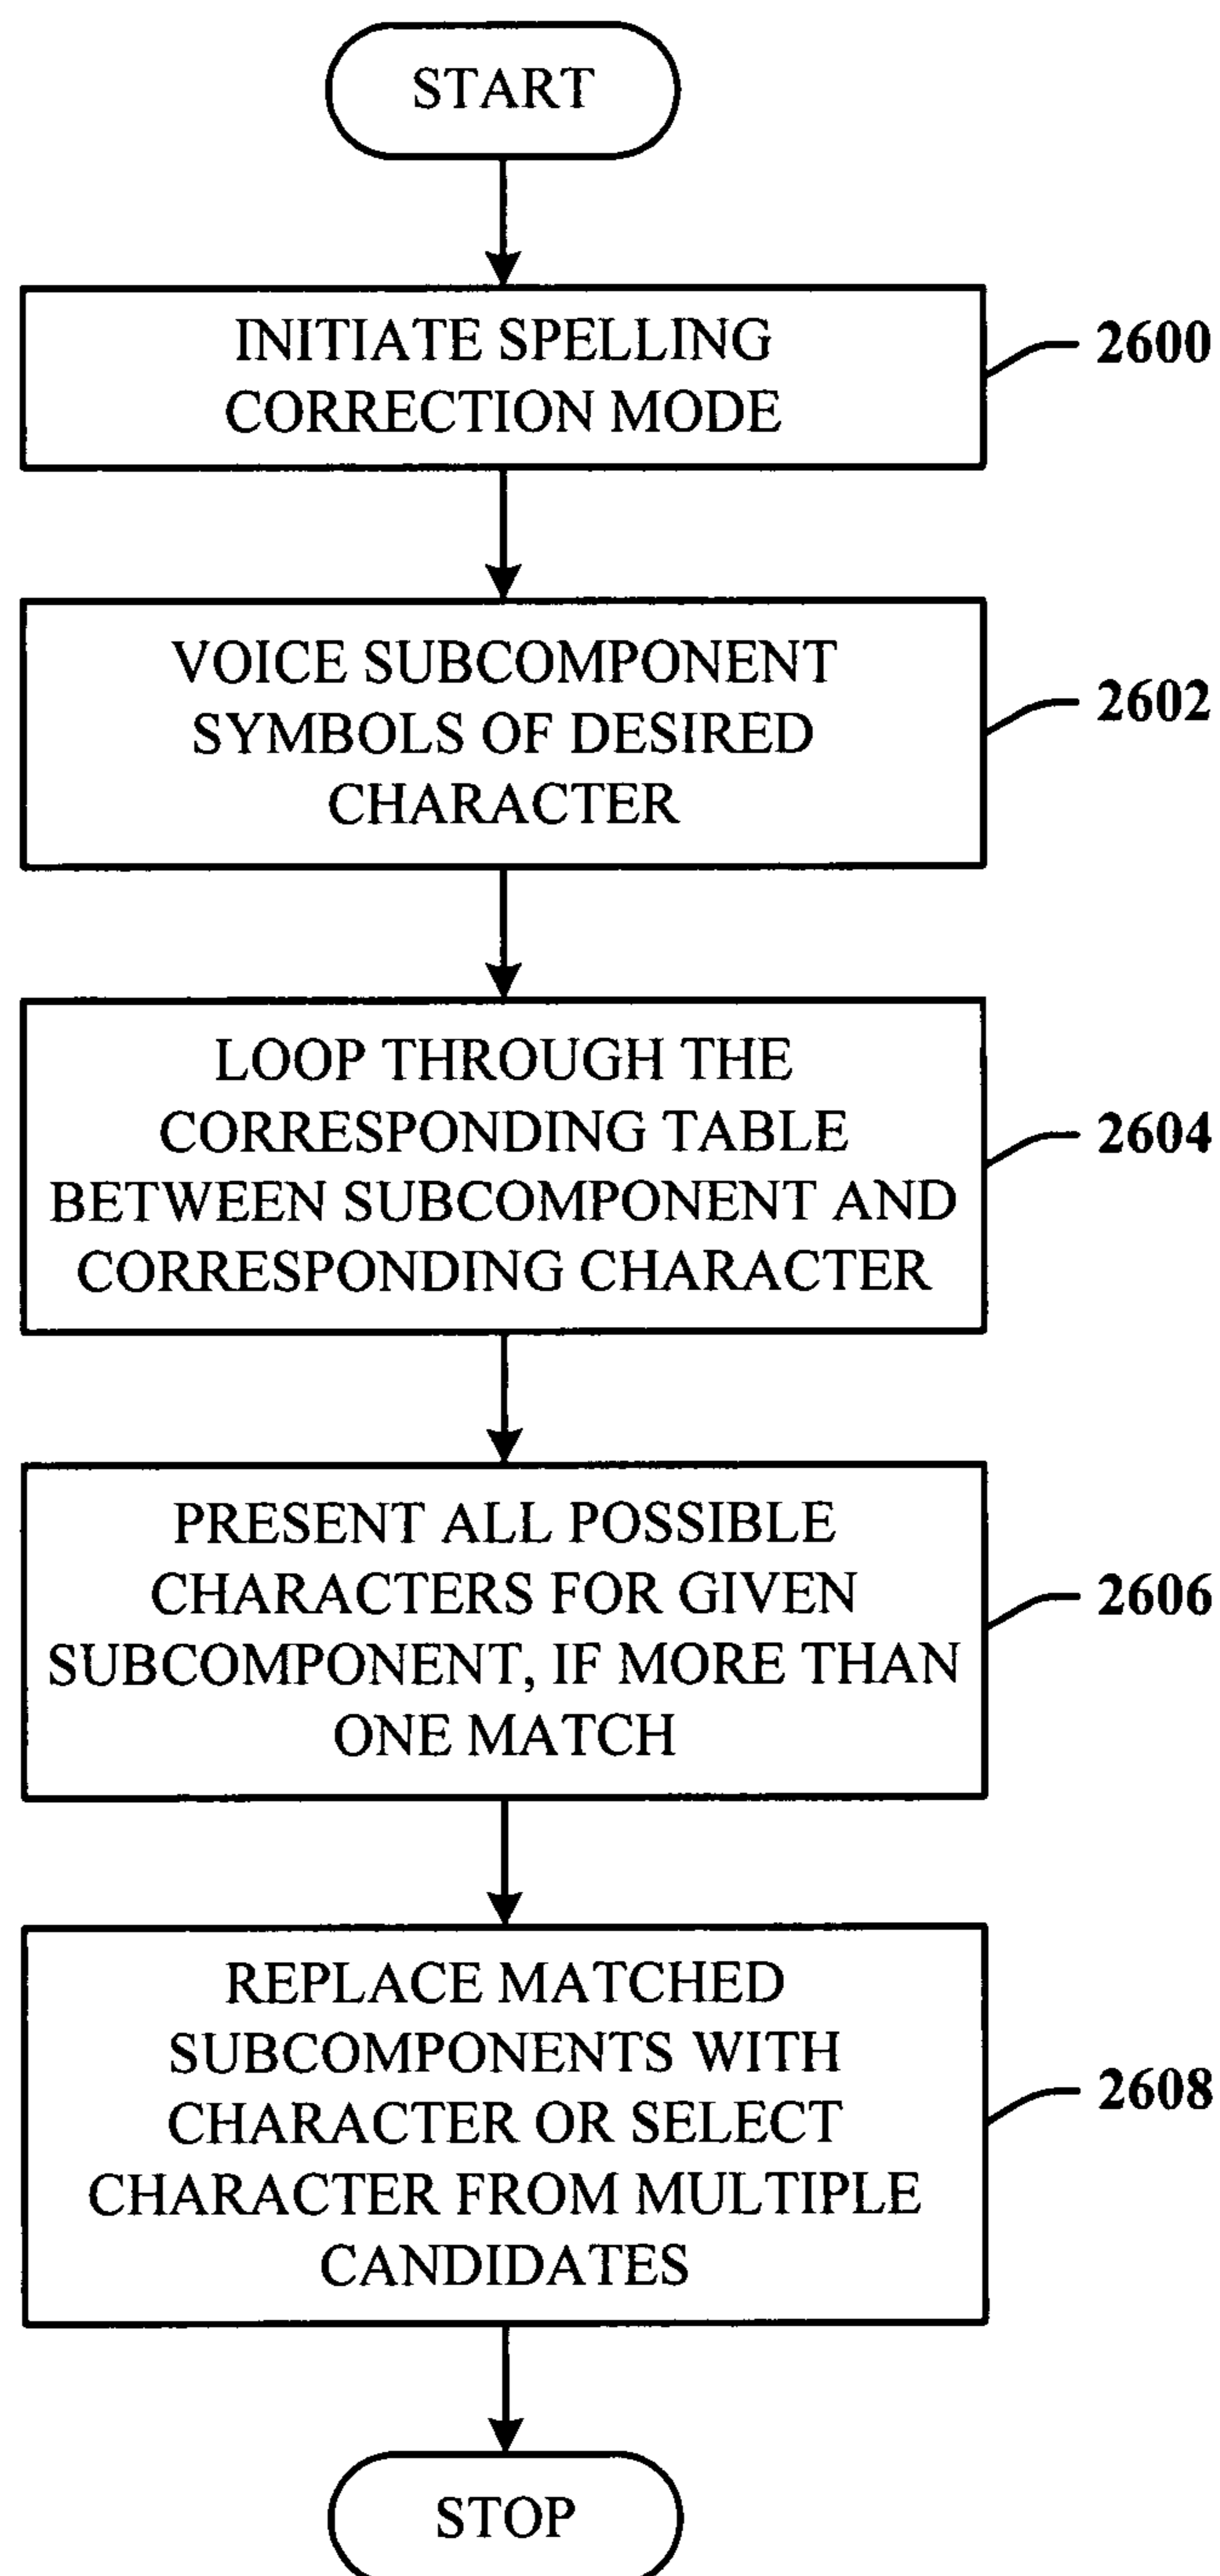 START
INITIATE SPELLING
CORRECTION MODE
2600
VOICE SUBCOMPONENT
SYMBOLS OF DESIRED
CHARACTER
2602
LOOP THROUGH THE
CORRESPONDING TABLE
BETWEEN SUBCOMPONENT AND
CORRESPONDING CHARACTER
2604
PRESENT ALL POSSIBLE
CHARACTERS FOR GIVEN
SUBCOMPONENT, IF MORE THAN
ONE MATCH
2606
REPLACE MATCHED
SUBCOMPONENTS WITH
CHARACTER OR SELECT
CHARACTER FROM MULTIPLE
CANDIDATES
2608
STOP